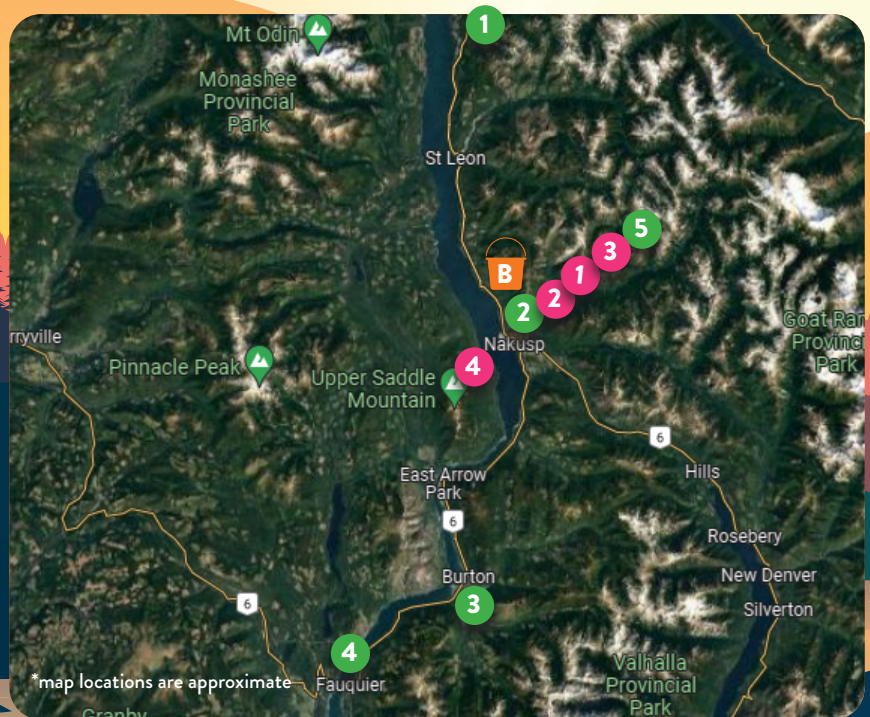 1
Mt Odin
Monashee
Provincial
Park
St Leon
5
3
B
1
2
2
Goat Ran
Provinci
Park
rryville
Nakusp
Pinnacle Peak
4
Upper Saddle
Mountain
6
East Arrow
Park
Hills
6
Rosebery
Burton
New Denver
6
3
Silverton
4
Valhalla
Provincial
Park
*map locations are approximate
Fauquier
Granby